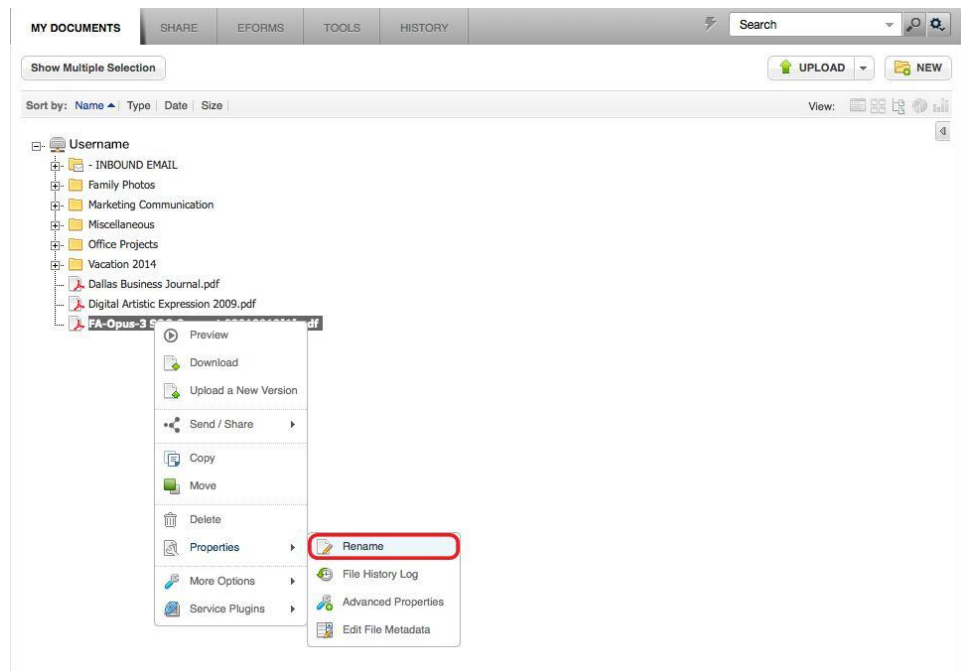 MY DOCUMENTS SHARE EFORMS TOOLS HISTORY Search
Show Multiple Selection UPLOAD NEW
Sort by: Name Type Date Size View:
Username
- INBOUND EMAIL
Family Photos
Marketing Communication
Miscellaneous
Office Projects
Vacation 2014
Dallas Business Journal.pdf
Digital Artistic Expression 2009.pdf
FA-Opus-3
Preview
Download
Upload a New Version
Send / Share
Copy
Move
Delete
Properties Rename
File History Log
More Options
Advanced Properties
Service Plugins
Edit File Metadata